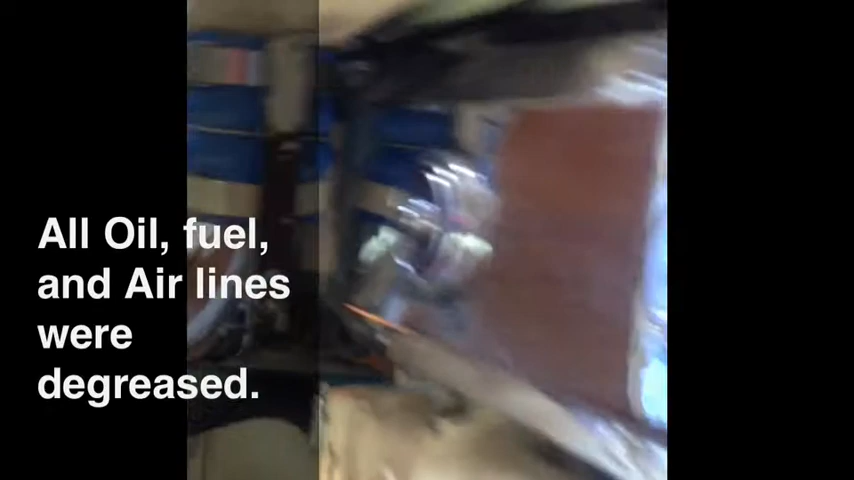 All Oil, fuel,
and Air lines
were
degreased.